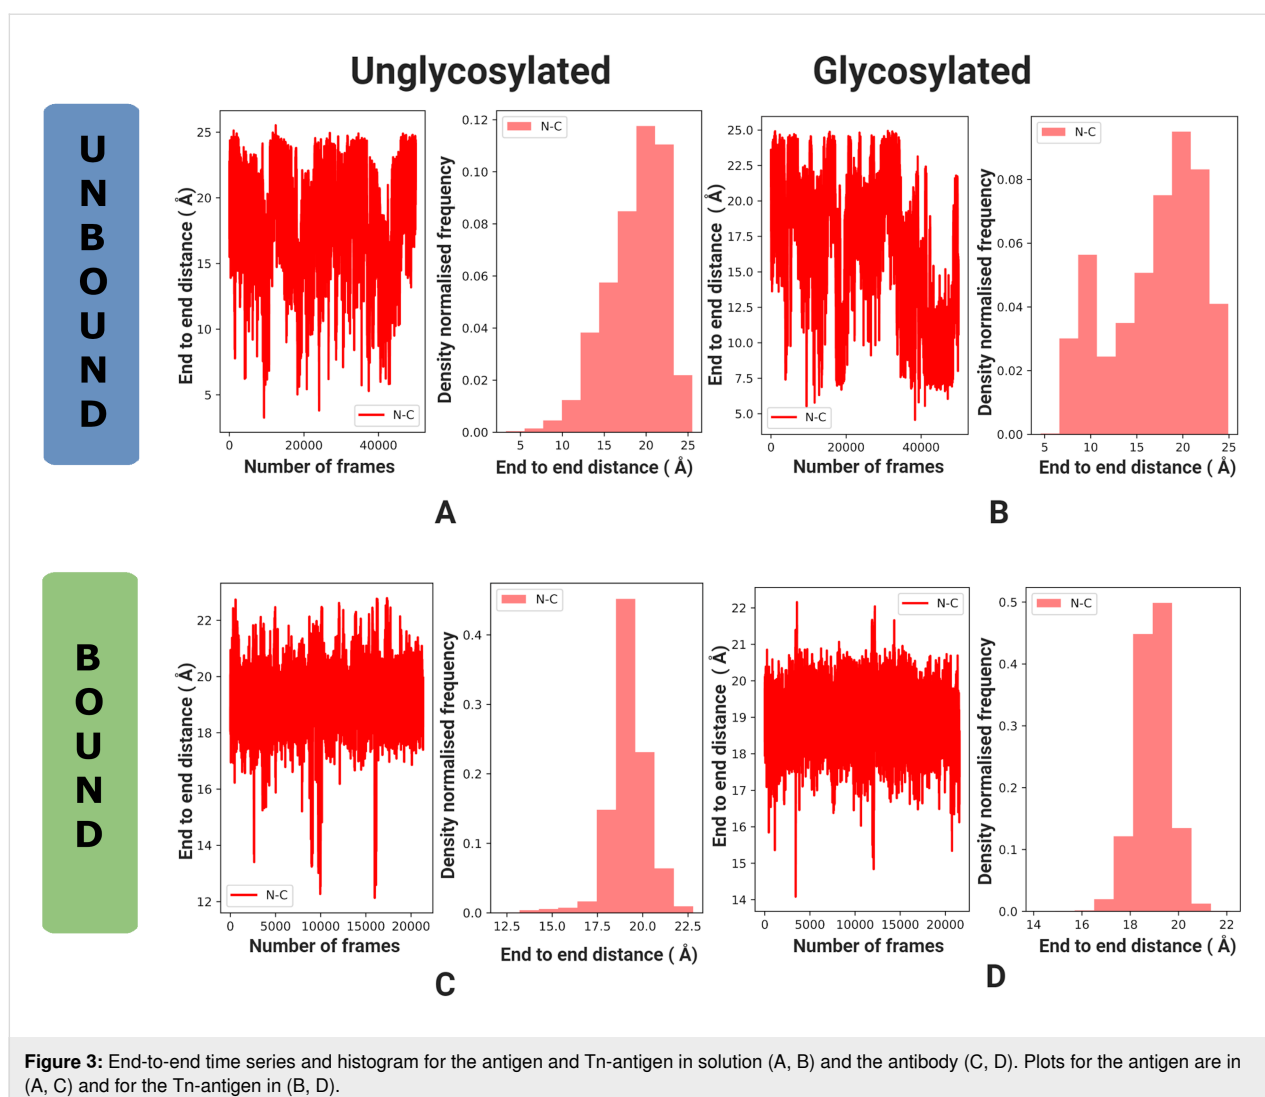 Unglycosylated
Glycosylated
U
N
B
O
U
N
D
25
20
15
10
5
End to end distance ( Å)
0
20000
40000
Number of frames
N-C
0.12
0.10
0.08
0.06
0.04
0.02
0.00
Density normalised frequency
N-C
5
10
15
20
25
End to end distance ( Å)
A
25.0
22.5
20.0
17.5
15.0
12.5
10.0
7.5
5.0
End to end distance ( Å)
N-C
0
20000
40000
Number of frames
0.08
0.06
0.04
0.02
0.00
Density normalised frequency
N-C
5
10
15
20
25
End to end distance ( Å)
B
B
O
U
N
D
22
20
18
16
14
12
End to end distance ( Å)
N-C
0
5000
10000
15000
20000
Number of frames
0.4
0.3
0.2
0.1
0.0
Density normalised frequency
N-C
12.5
15.0
17.5
20.0
22.5
End to end distance ( Å)
C
22
21
20
19
18
17
16
15
14
End to end distance ( Å)
N-C
0
5000
10000
15000
20000
Number of frames
0.5
0.4
0.3
0.2
0.1
0.0
Density normalised frequency
N-C
14
16
18
20
22
End to end distance ( Å)
D
Figure 3: End-to-end time series and histogram for the antigen and Tn-antigen in solution (A, B) and the antibody (C, D). Plots for the antigen are in
(A, C) and for the Tn-antigen in (B, D).